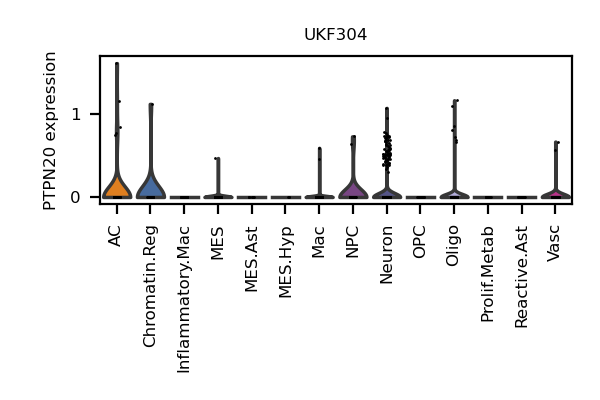 UKF304
PTPN20 expression
1
0
AC
Chromatin.Reg
Inflammatory.Mac
MES
MES.Ast
MES.Hyp
Mac
NPC
Neuron
OPC
Oligo
Prolif.Metab
Reactive.Ast
Vasc